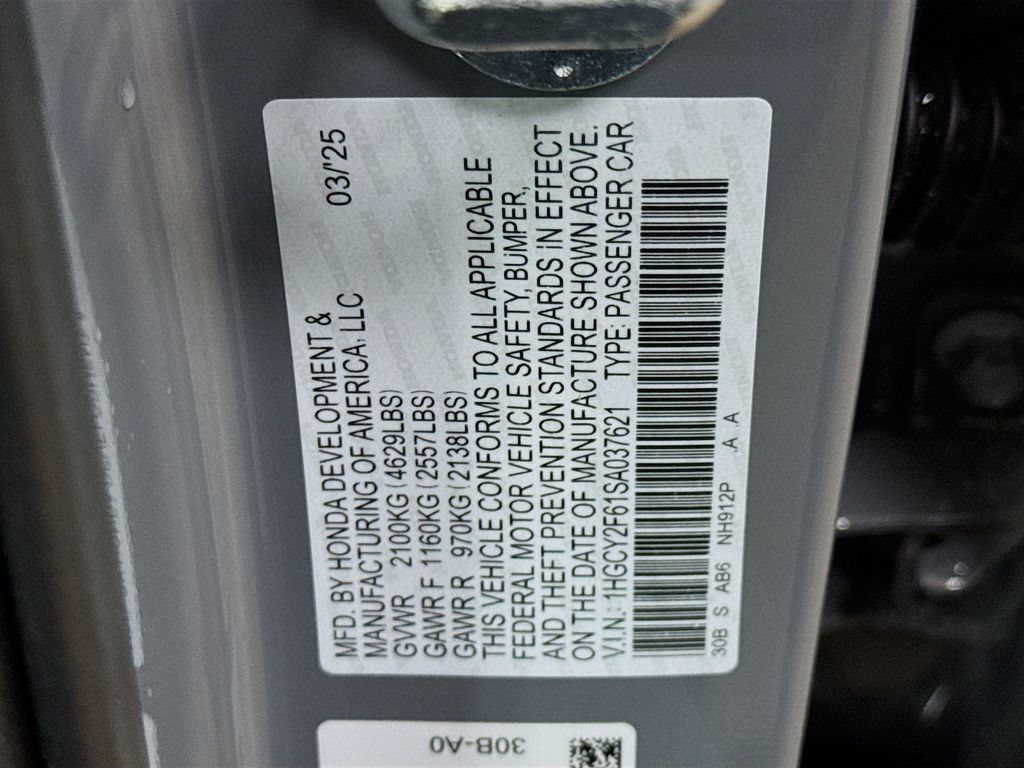 MFD. BY HONDA DEVELOPMENT & 03/'25
MANUFACTURING OF AMERICA, LLC
GVWR 2100KG (4629LBS)
GAWR F 1160KG (2557LBS)
GAWR R 970KG (2138LBS)
THIS VEHICLE CONFORMS TO ALL APPLICABLE
FEDERAL MOTOR VEHICLE SAFETY, BUMPER,
AND THEFT PREVENTION STANDARDS IN EFFECT
ON THE DATE OF MANUFACTURE SHOWN ABOVE.
V.I.N.: 1HGCY2F61SA037621 TYPE: PASSENGER CAR
30B S AB6 NH912P A A
30B-A0